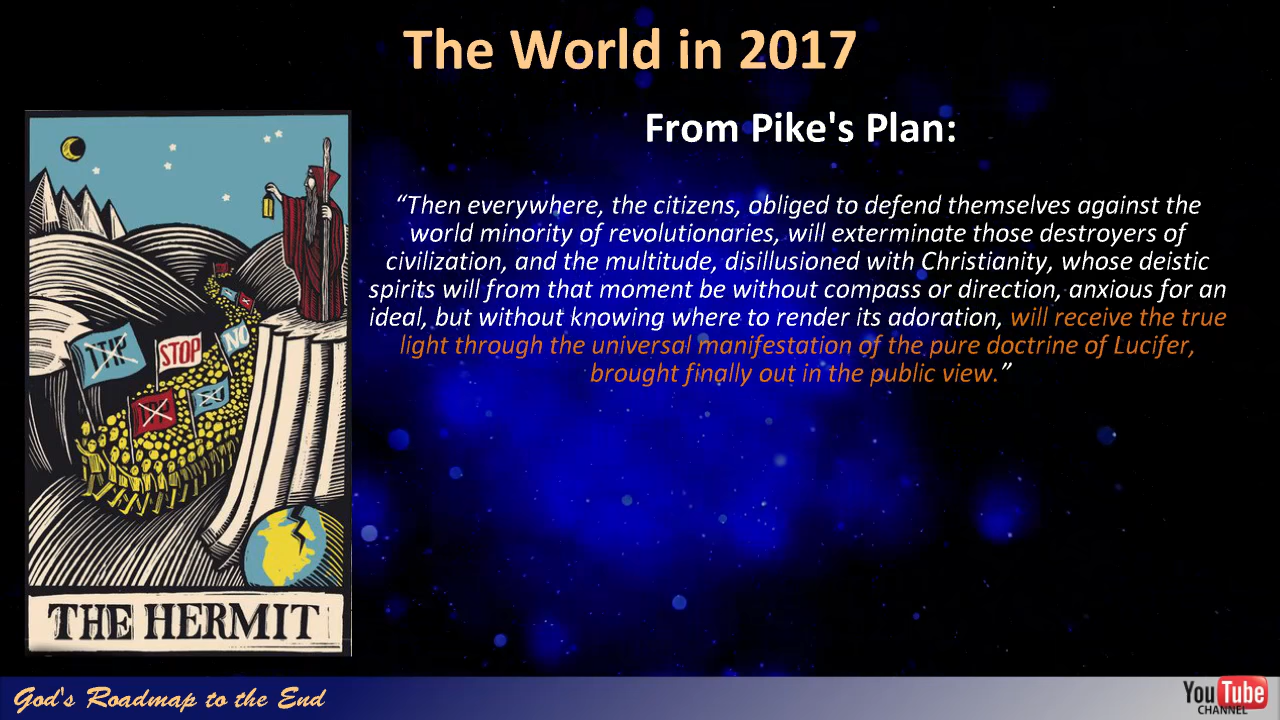 The World in 2017
From Pike's Plan:
“Then everywhere, the citizens, obliged to defend themselves against the
world minority of revolutionaries, will exterminate those destroyers of
civilization, and the multitude, disillusioned with Christianity, whose deistic
spirits will from that moment be without compass or direction, anxious for an
ideal, but without knowing where to render its adoration, will receive the true
light through the universal manifestation of the pure doctrine of Lucifer,
brought finally out in the public view.”
TTIP
STOP
NO
THE HERMIT
God's Roadmap to the End
YouTube
CHANNEL